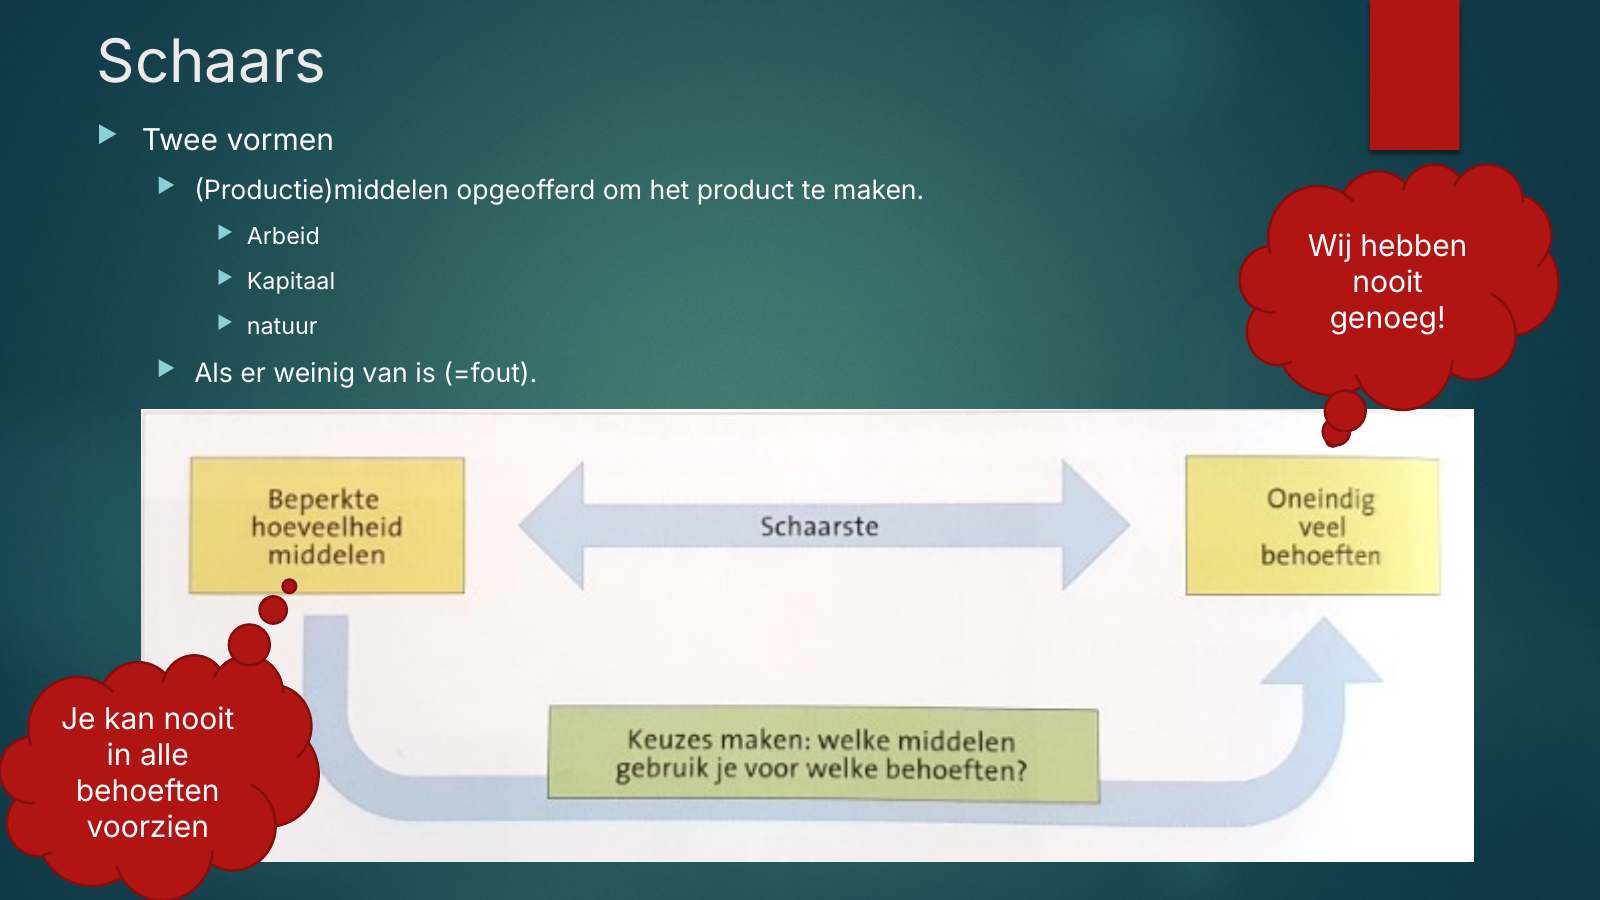 Schaars
Twee vormen
(Productie)middelen opgeofferd om het product te maken.
Arbeid
Kapitaal
natuur
Als er weinig van is (=fout).
Wij hebben
nooit
genoeg!
Beperkte
hoeveelheid
middelen
Schaarste
Oneindig
veel
behoeften
Keuzes maken: welke middelen
gebruik je voor welke behoeften?
Je kan nooit
in alle
behoeften
voorzien